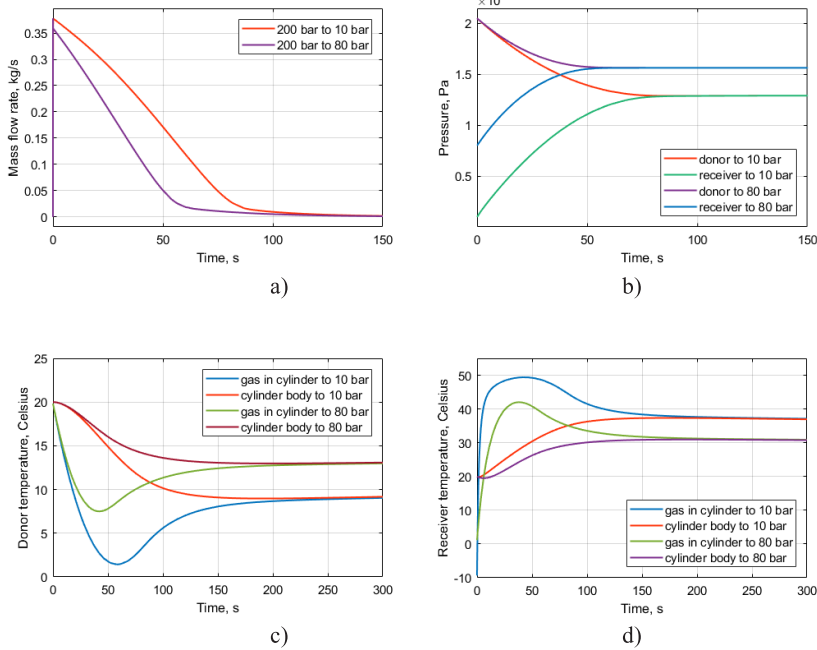 0.35
0.3
0.25
0.2
0.15
0.1
0.05
0
Mass flow rate, kg/s
200 bar to 10 bar
200 bar to 80 bar
0 50 100 150
Time, s
a)
2
1.5
1
0.5
Pressure, Pa
donor to 10 bar
receiver to 10 bar
donor to 80 bar
receiver to 80 bar
0 50 100 150
Time, s
b)
25
20
15
10
5
0
Donor temperature, Celsius
gas in cylinder to 10 bar
cylinder body to 10 bar
gas in cylinder to 80 bar
cylinder body to 80 bar
0 50 100 150 200 250 300
Time, s
c)
50
40
30
20
10
0
-10
Receiver temperature, Celsius
gas in cylinder to 10 bar
cylinder body to 10 bar
gas in cylinder to 80 bar
cylinder body to 80 bar
0 50 100 150 200 250 300
Time, s
d)